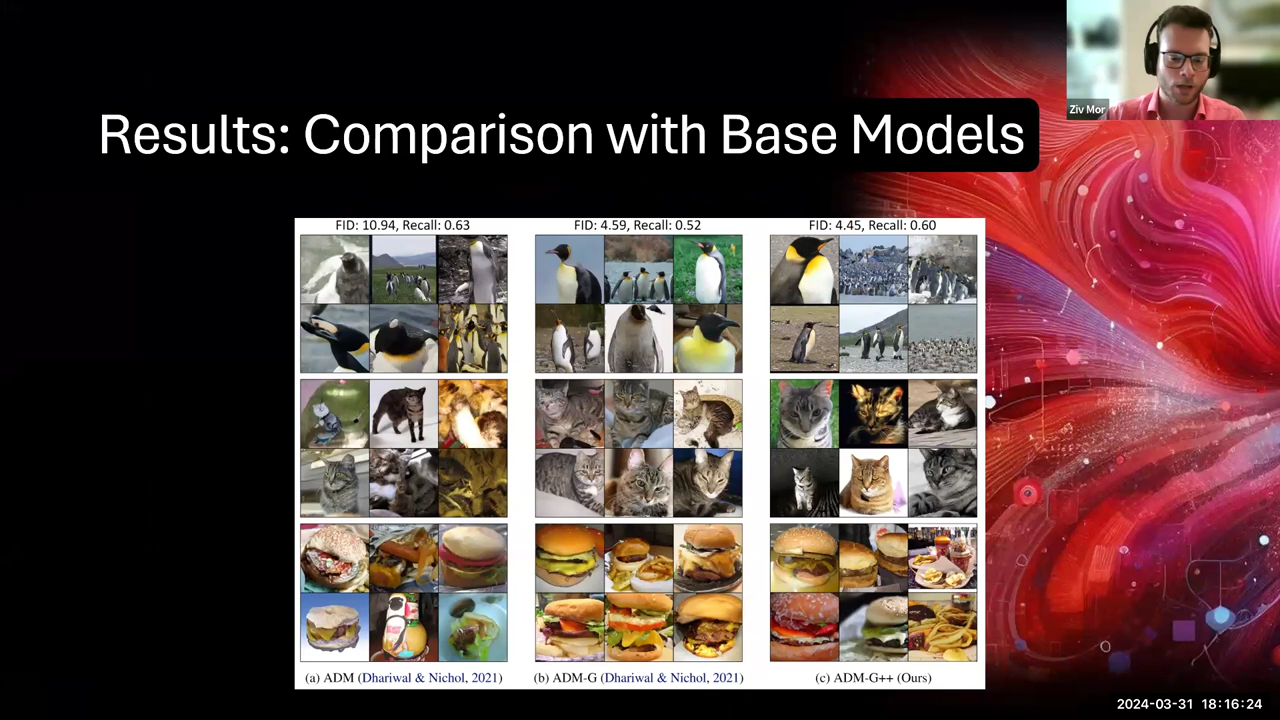 Ziv Mor
Results: Comparison with Base Models
FID: 10.94, Recall: 0.63
FID: 4.59, Recall: 0.52
FID: 4.45, Recall: 0.60
(a) ADM (Dhariwal & Nichol, 2021)
(b) ADM-G (Dhariwal & Nichol, 2021)
(c) ADM-G++ (Ours)
2024-03-31 18:16:24